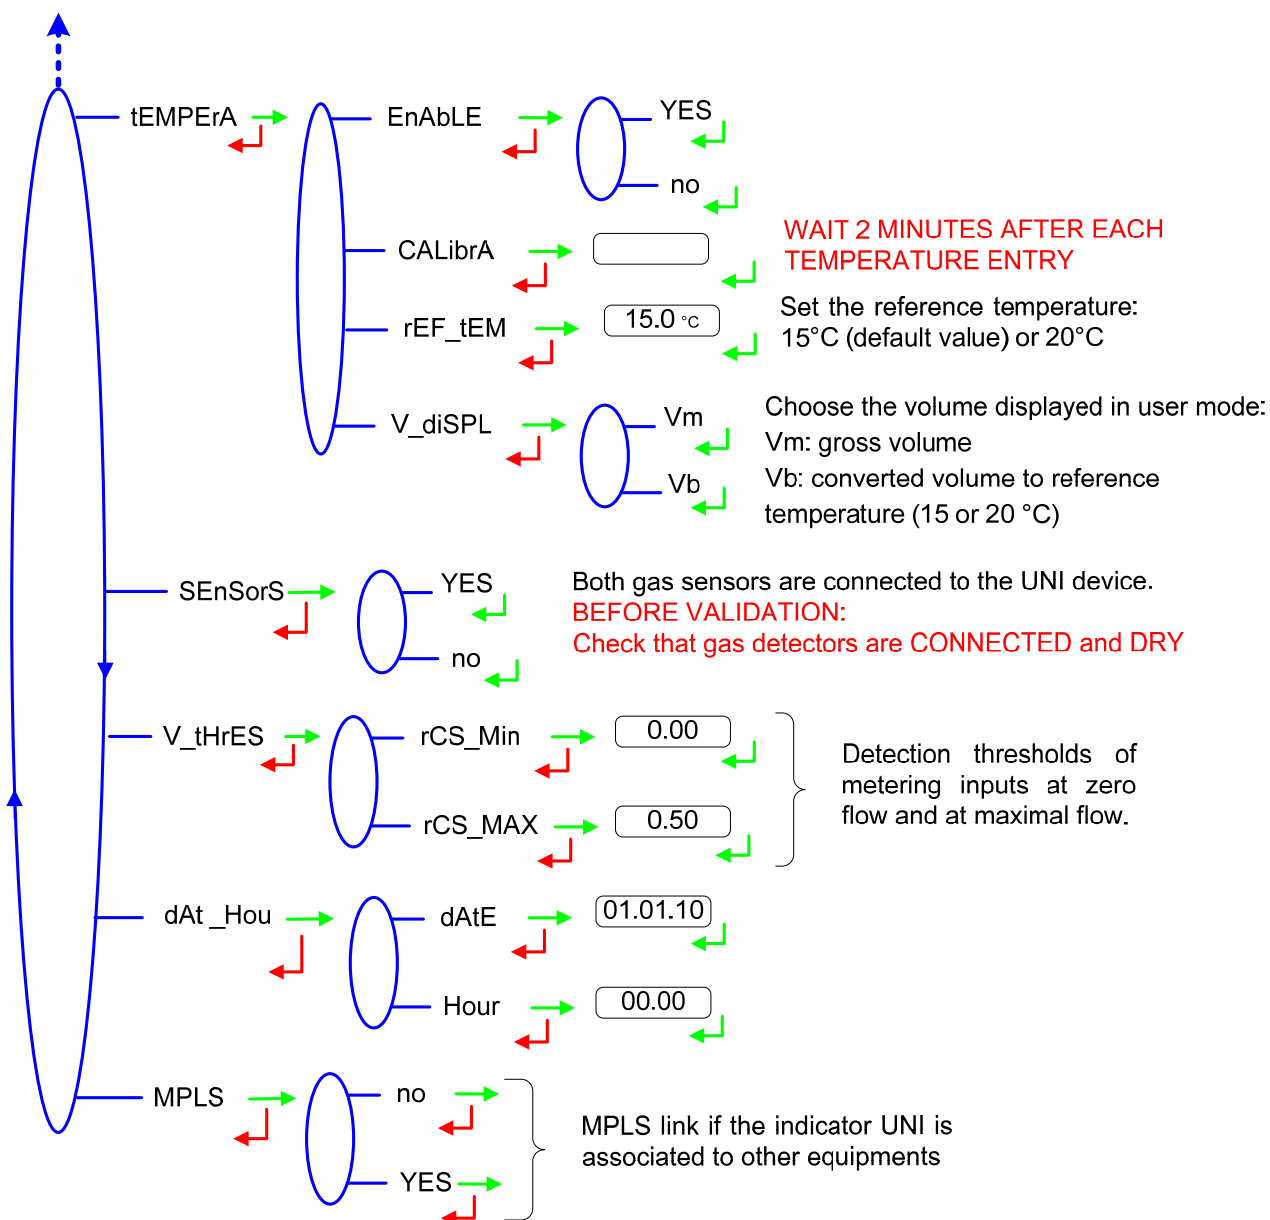 tEMPErA
EnAbLE
YES
no
CALibrA
WAIT 2 MINUTES AFTER EACH
TEMPERATURE ENTRY
rEF_tEM
15.0 °C
Set the reference temperature:
15°C (default value) or 20°C
V_diSPL
Vm
Vb
Choose the volume displayed in user mode:
Vm: gross volume
Vb: converted volume to reference
temperature (15 or 20 °C)
SEnSorS
YES
no
Both gas sensors are connected to the UNI device.
BEFORE VALIDATION:
Check that gas detectors are CONNECTED and DRY
V_tHrES
rCS_Min
0.00
rCS_MAX
0.50
Detection thresholds of
metering inputs at zero
flow and at maximal flow.
dAt _Hou
dAtE
01.01.10
Hour
00.00
MPLS
no
YES
MPLS link if the indicator UNI is
associated to other equipments